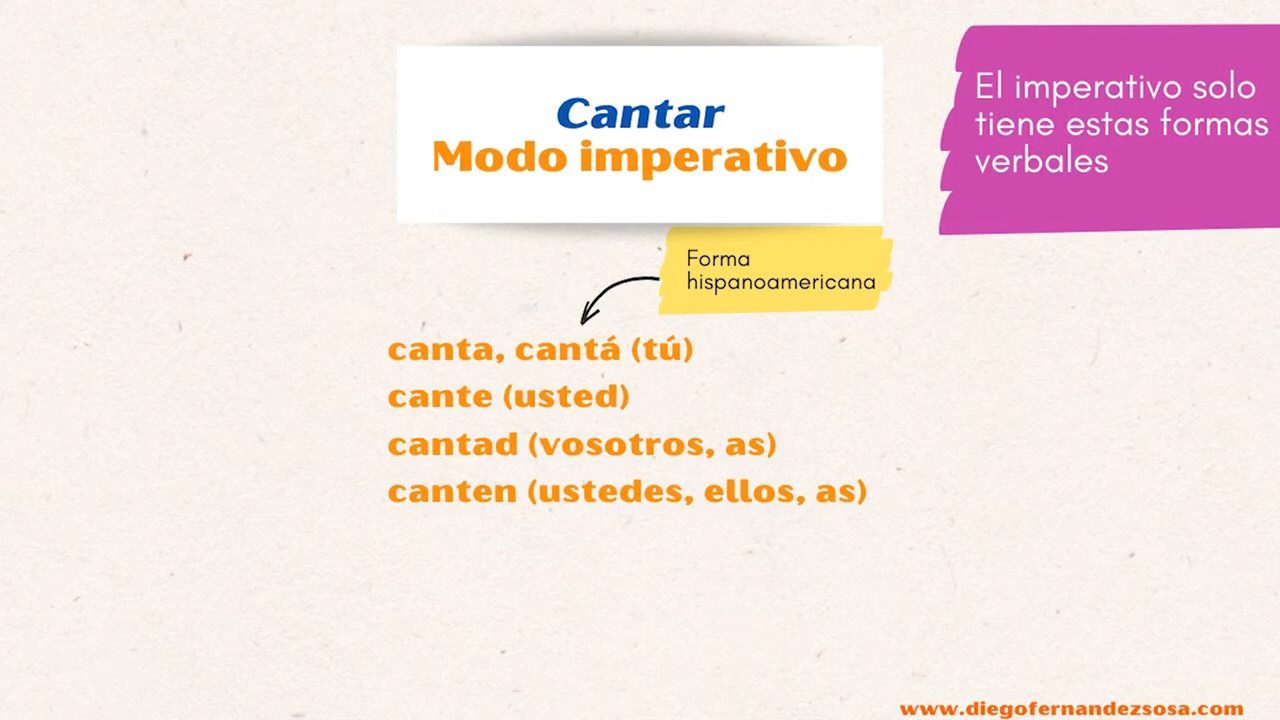 Cantar
Modo imperativo
El imperativo solo
tiene estas formas
verbales
Forma
hispanoamericana
canta, cantá (tú)
cante (usted)
cantad (vosotros, as)
canten (ustedes, ellos, as)
www.diegofernandezsosa.com